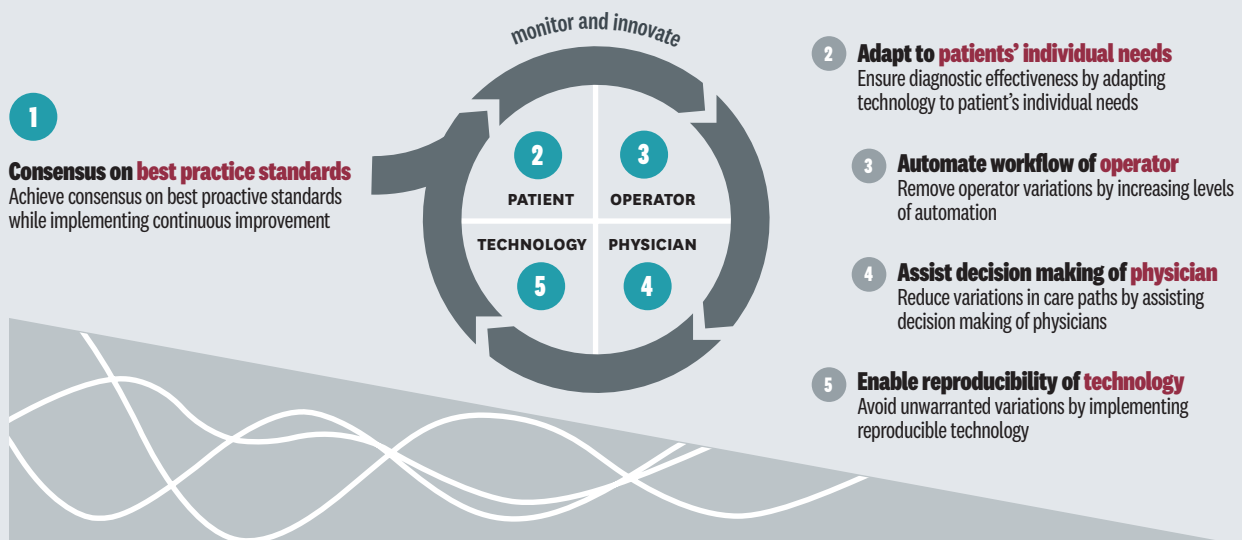 monitor and innovate
1
Consensus on best practice standards
Achieve consensus on best proactive standards
while implementing continuous improvement
2
PATIENT
3
OPERATOR
TECHNOLOGY
5
PHYSICIAN
4
2
Adapt to patients’ individual needs
Ensure diagnostic effectiveness by adapting
technology to patient’s individual needs
3
Automate workflow of operator
Remove operator variations by increasing levels
of automation
4
Assist decision making of physician
Reduce variations in care paths by assisting
decision making of physicians
5
Enable reproducibility of technology
Avoid unwarranted variations by implementing
reproducible technology